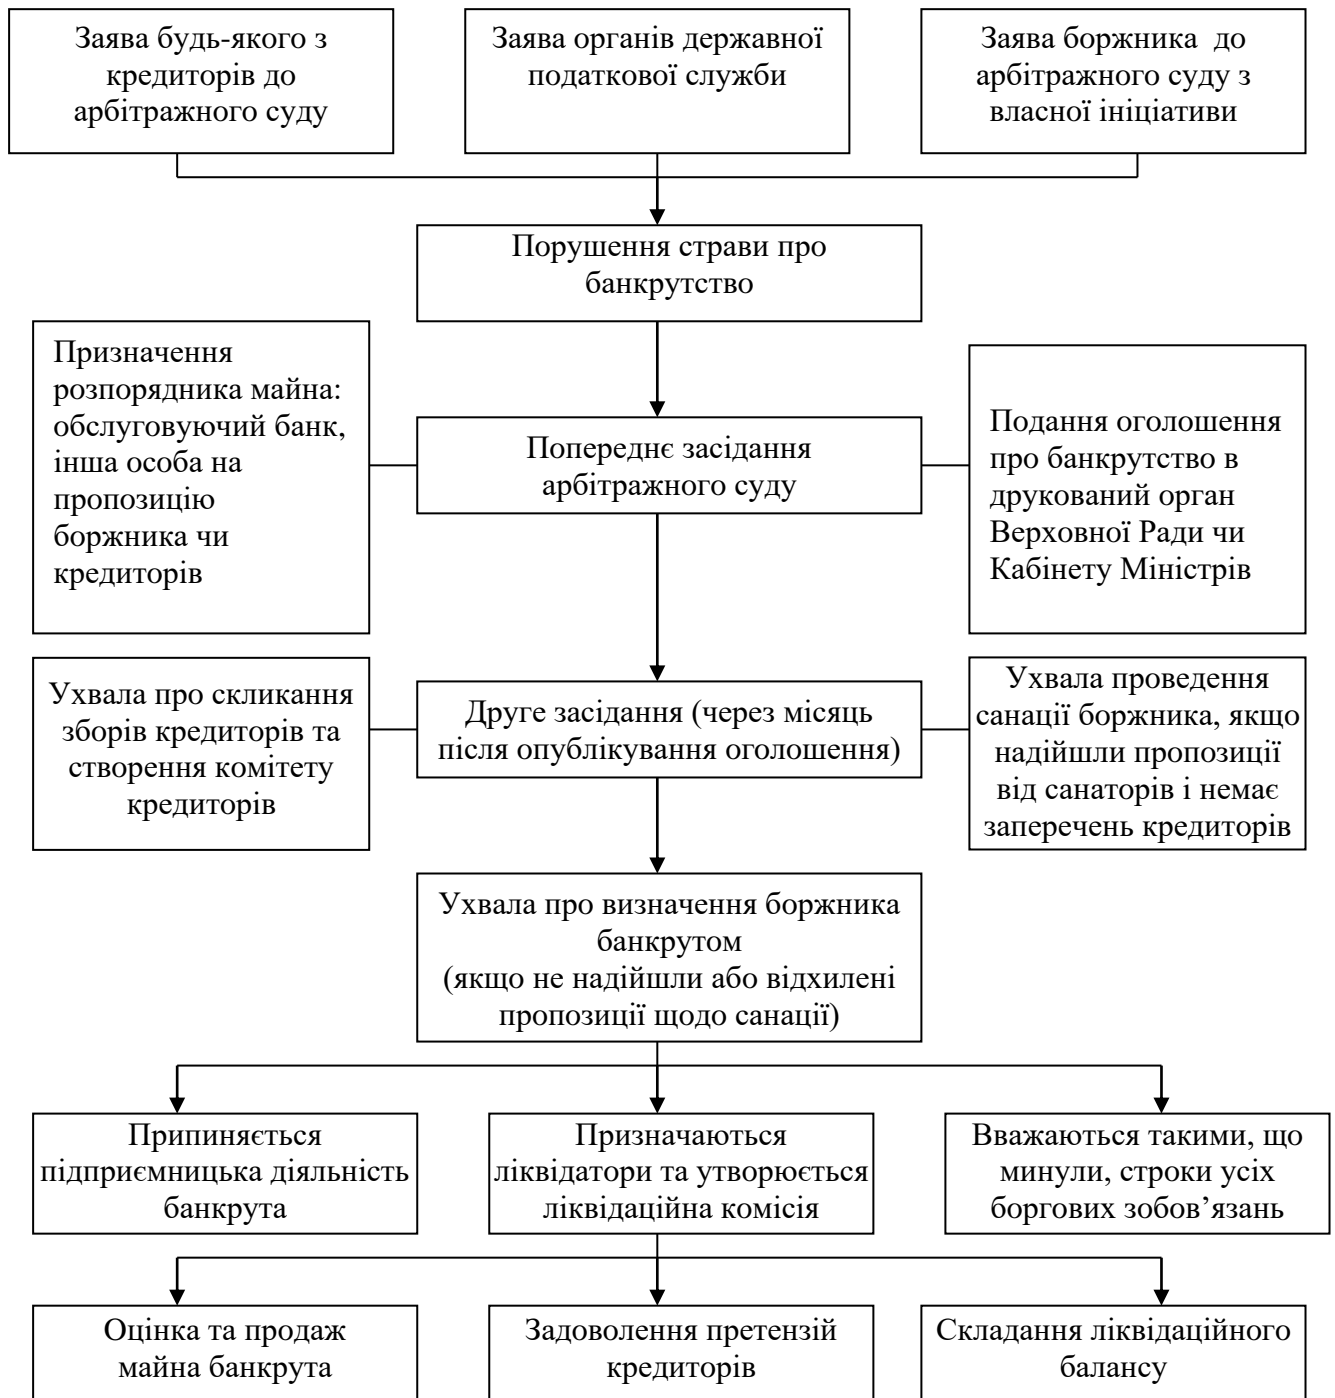 Заява будь-якого з
кредиторів до
арбітражного суду
Заява органів державної
податкової служби
Заява боржника до
арбітражного суду з
власної ініціативи
Порушення страви про
банкрутство
Призначення
розпорядника майна:
обслуговуючий банк,
інша особа на
пропозицію
боржника чи
кредиторів
Попереднє засідання
арбітражного суду
Подання оголошення
про банкрутство в
друкований орган
Верховної Ради чи
Кабінету Міністрів
Ухвала про скликання
зборів кредиторів та
створення комітету
кредиторів
Друге засідання (через місяць
після опублікування оголошення)
Ухвала проведення
санації боржника, якщо
надійшли пропозиції
від санаторів і немає
заперечень кредиторів
Ухвала про визначення боржника
банкрутом
(якщо не надійшли або відхилені
пропозиції щодо санації)
Припиняється
підприємницька діяльність
банкрута
Призначаються
ліквідатори та утворюється
ліквідаційна комісія
Вважаються такими, що
минули, строки усіх
боргових зобов’язань
Оцінка та продаж
майна банкрута
Задоволення претензій
кредиторів
Складання ліквідаційного
балансу